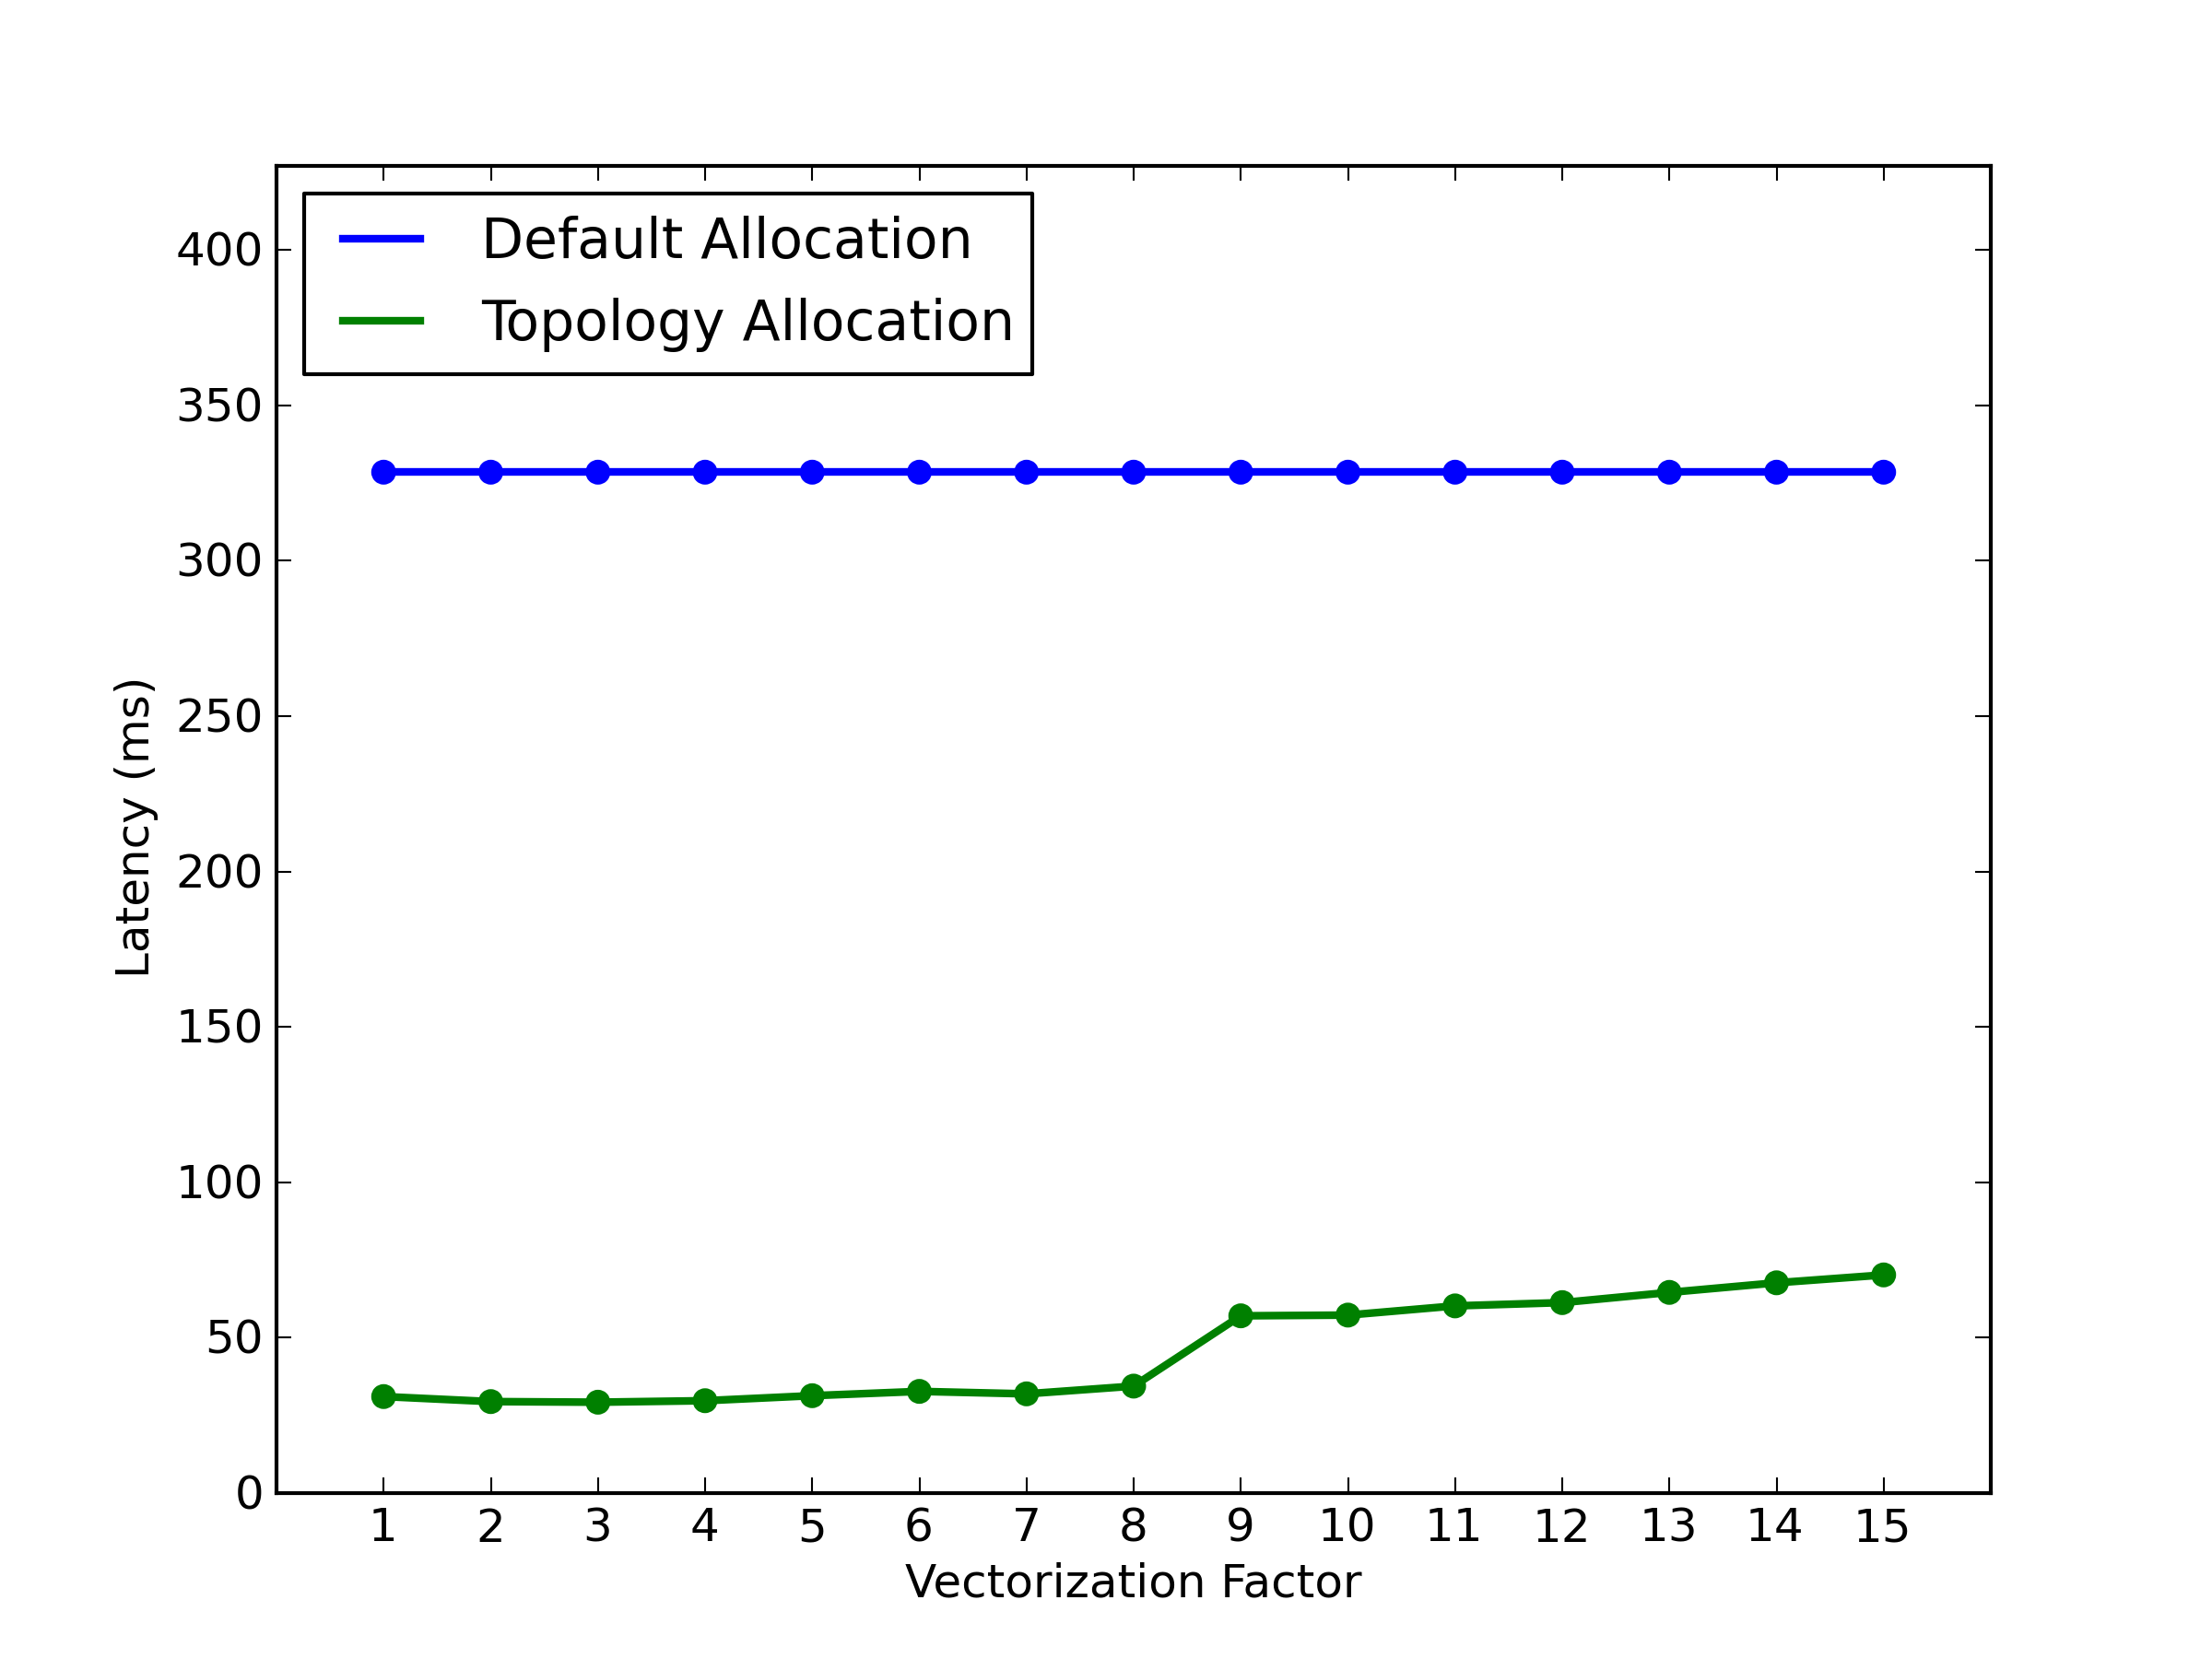 Default Allocation
Topology Allocation
400
350
300
250
200
150
100
50
0
Latency (ms)
1 2 3 4 5 6 7 8 9 10 11 12 13 14 15
Vectorization Factor